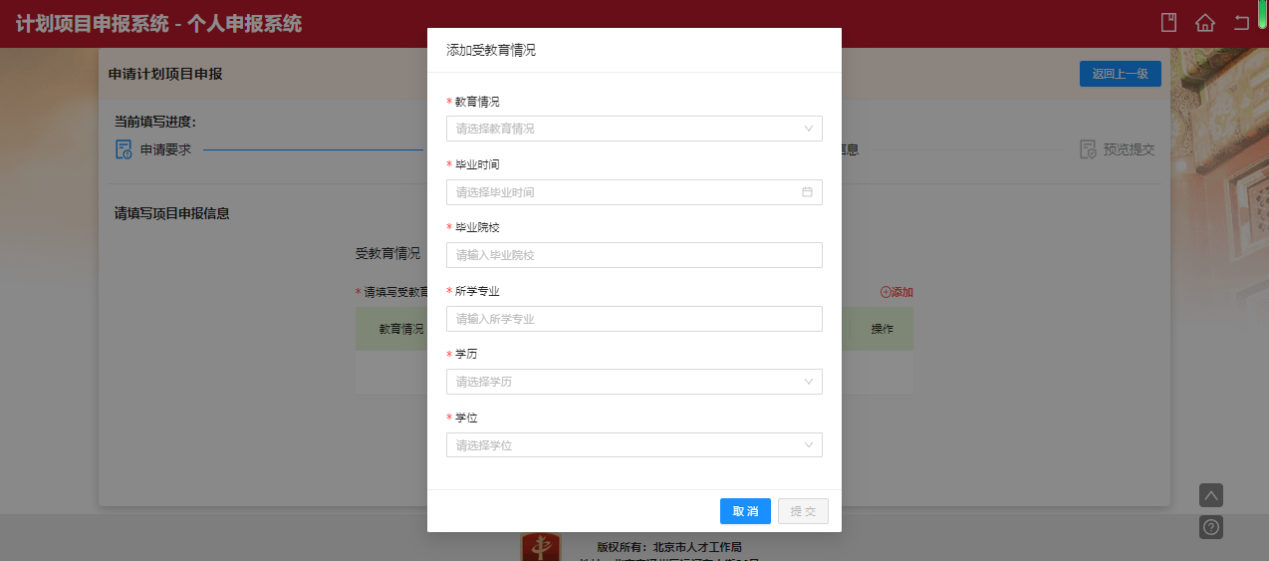 计划项目申报系统 - 个人申报系统
申请计划项目申报
返回上一级
当前填写进度:
申请要求
信息
预览提交
请填写项目申报信息
受教育情况
* 请填写受教育
添加
教育情况
操作
添加受教育情况
* 教育情况
请选择教育情况
* 毕业时间
请选择毕业时间
* 毕业院校
请输入毕业院校
* 所学专业
请输入所学专业
* 学历
请选择学历
* 学位
请选择学位
取 消
提 交
版权所有：北京市人才工作局